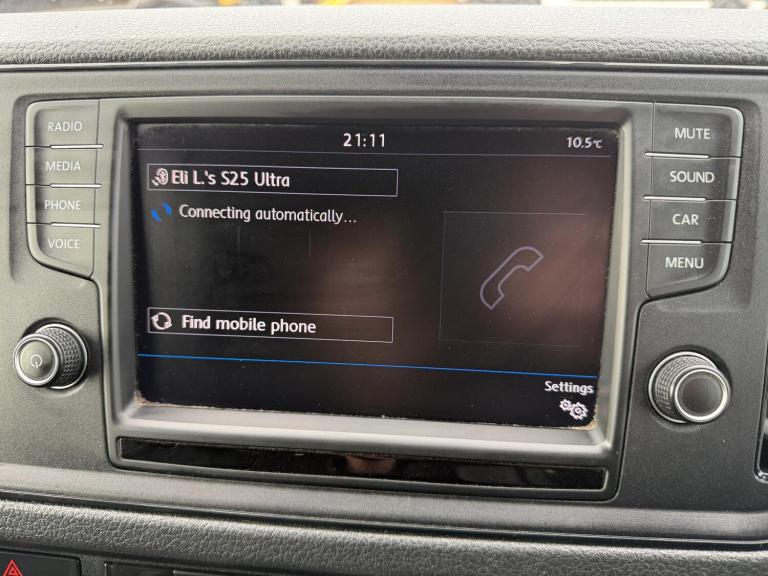 RADIO
MEDIA
PHONE
VOICE
21:11
10.5°C
Eli L.'s S25 Ultra
Connecting automatically...
Find mobile phone
Settings
MUTE
SOUND
CAR
MENU